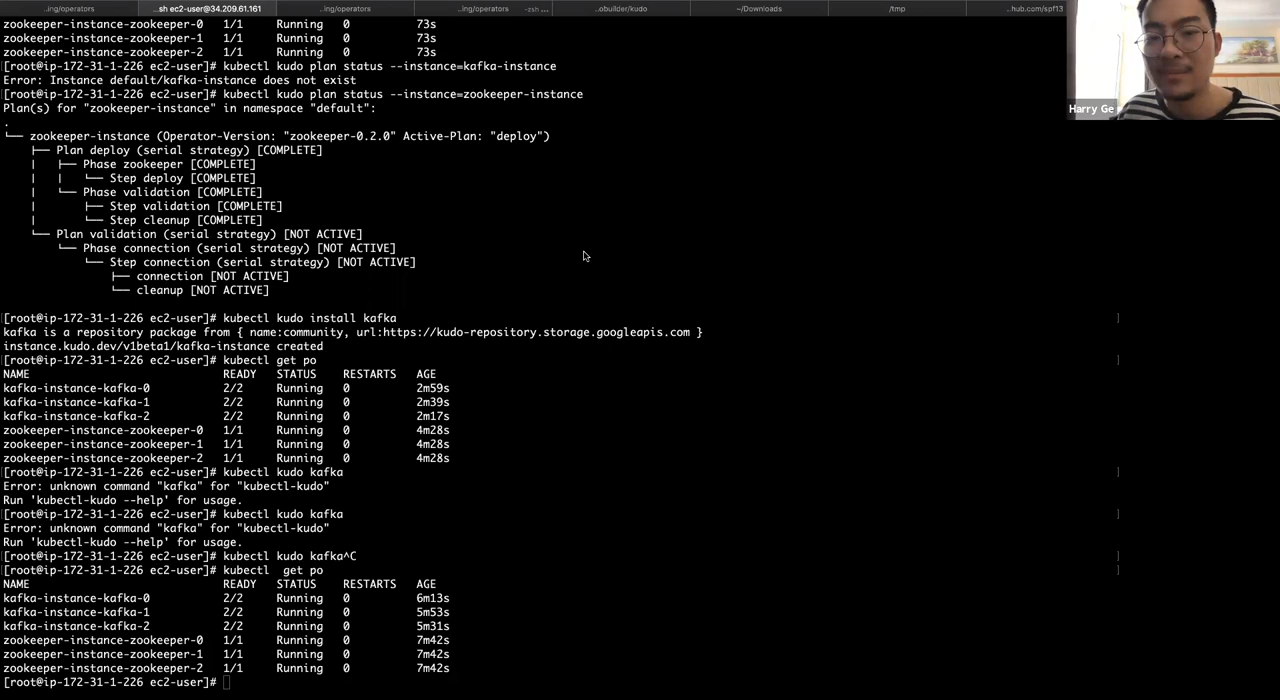 ..ing/operators ...sh ec2-user@34.209.61.161 ..ing/operators ..ing/operators -zsh ... ..obuilder/kudo ~/Downloads /tmp ...hub.com/spf13
zookeeper-instance-zookeeper-0 1/1 Running 0 73s
zookeeper-instance-zookeeper-1 1/1 Running 0 73s
zookeeper-instance-zookeeper-2 1/1 Running 0 73s
[root@ip-172-31-1-226 ec2-user]# kubectl kudo plan status --instance=kafka-instance
Error: Instance default/kafka-instance does not exist
[root@ip-172-31-1-226 ec2-user]# kubectl kudo plan status --instance=zookeeper-instance
Plan(s) for "zookeeper-instance" in namespace "default":
.
└── zookeeper-instance (Operator-Version: "zookeeper-0.2.0" Active-Plan: "deploy")
    ├── Plan deploy (serial strategy) [COMPLETE]
    │   ├── Phase zookeeper [COMPLETE]
    │   │   └── Step deploy [COMPLETE]
    │   └── Phase validation [COMPLETE]
    │       ├── Step validation [COMPLETE]
    │       └── Step cleanup [COMPLETE]
    └── Plan validation (serial strategy) [NOT ACTIVE]
        └── Phase connection (serial strategy) [NOT ACTIVE]
            └── Step connection (serial strategy) [NOT ACTIVE]
                ├── connection [NOT ACTIVE]
                └── cleanup [NOT ACTIVE]
[root@ip-172-31-1-226 ec2-user]# kubectl kudo install kafka
kafka is a repository package from { name:community, url:https://kudo-repository.storage.googleapis.com }
instance.kudo.dev/v1beta1/kafka-instance created
[root@ip-172-31-1-226 ec2-user]# kubectl get po
NAME READY STATUS RESTARTS AGE
kafka-instance-kafka-0 2/2 Running 0 2m59s
kafka-instance-kafka-1 2/2 Running 0 2m39s
kafka-instance-kafka-2 2/2 Running 0 2m17s
zookeeper-instance-zookeeper-0 1/1 Running 0 4m28s
zookeeper-instance-zookeeper-1 1/1 Running 0 4m28s
zookeeper-instance-zookeeper-2 1/1 Running 0 4m28s
[root@ip-172-31-1-226 ec2-user]# kubectl kudo kafka
Error: unknown command "kafka" for "kubectl-kudo"
Run 'kubectl-kudo --help' for usage.
[root@ip-172-31-1-226 ec2-user]# kubectl kudo kafka
Error: unknown command "kafka" for "kubectl-kudo"
Run 'kubectl-kudo --help' for usage.
[root@ip-172-31-1-226 ec2-user]# kubectl kudo kafka^C
[root@ip-172-31-1-226 ec2-user]# kubectl  get po
NAME READY STATUS RESTARTS AGE
kafka-instance-kafka-0 2/2 Running 0 6m13s
kafka-instance-kafka-1 2/2 Running 0 5m53s
kafka-instance-kafka-2 2/2 Running 0 5m31s
zookeeper-instance-zookeeper-0 1/1 Running 0 7m42s
zookeeper-instance-zookeeper-1 1/1 Running 0 7m42s
zookeeper-instance-zookeeper-2 1/1 Running 0 7m42s
[root@ip-172-31-1-226 ec2-user]#
Harry Ge